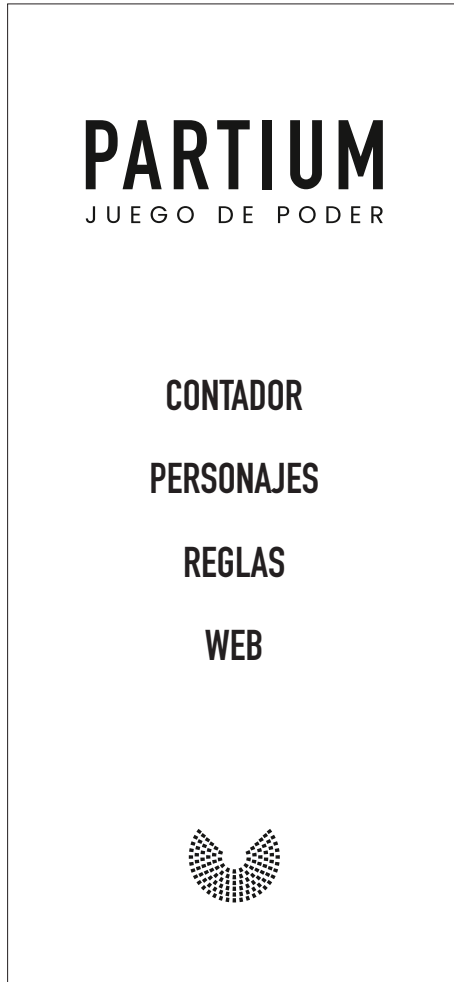 PARTIUM
JUEGO DE PODER
CONTADOR
PERSONAJES
REGLAS
WEB